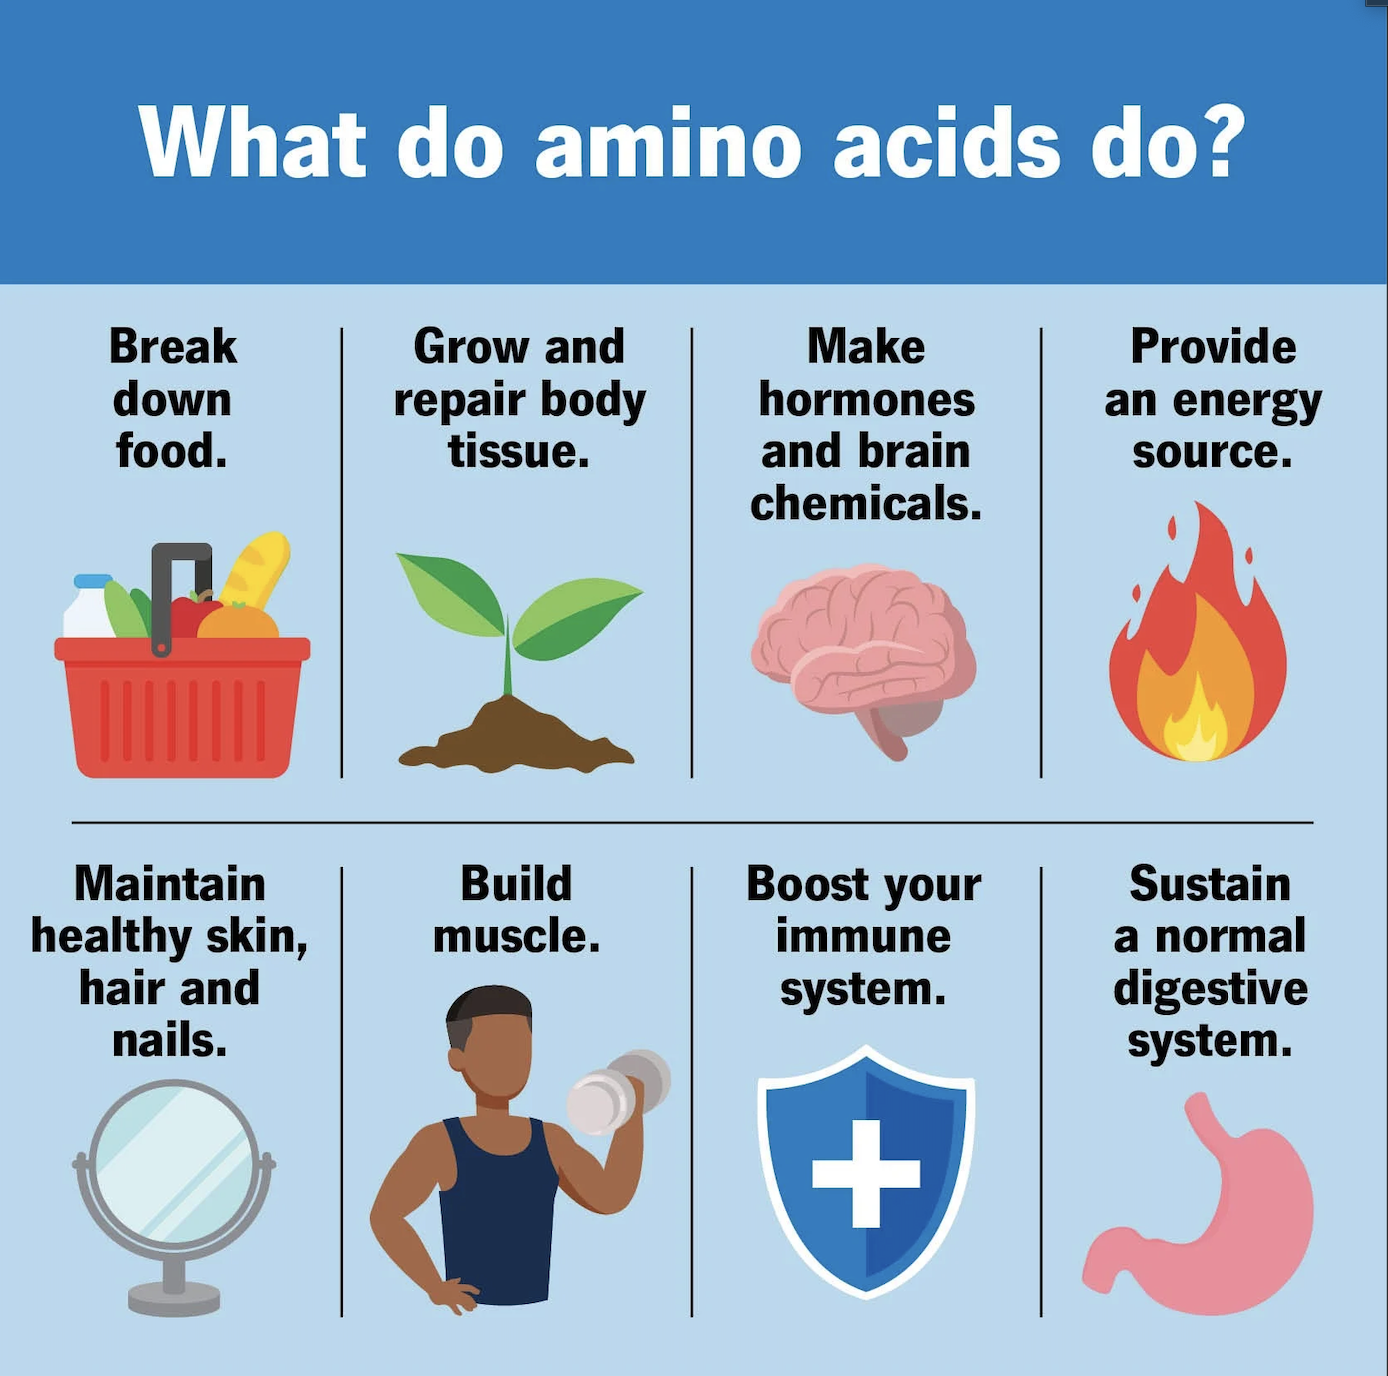 What do amino acids do?
Break
down
food.
Grow and
repair body
tissue.
Make
hormones
and brain
chemicals.
Provide
an energy
source.
Maintain
healthy skin,
hair and
nails.
Build
muscle.
Boost your
immune
system.
Sustain
a normal
digestive
system.